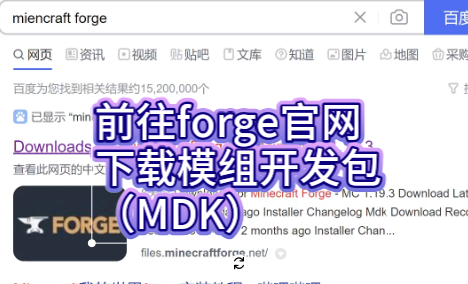 miencraft forge
百度
网页 资讯 视频 贴吧 文库 知道 图片 地图 采购
百度为您找到相关结果约15,200,000个
已显示 "min
Downloads
3
前往forge官网
下载模组开发包
(MDK)
查看此网页的中文
or Minecraft Forge - MC 1.19.3 Download Lat
FORGE
ago Installer Changelog Mdk Download Reco
2 months ago Installer Chan...
files.minecraftforge.net/